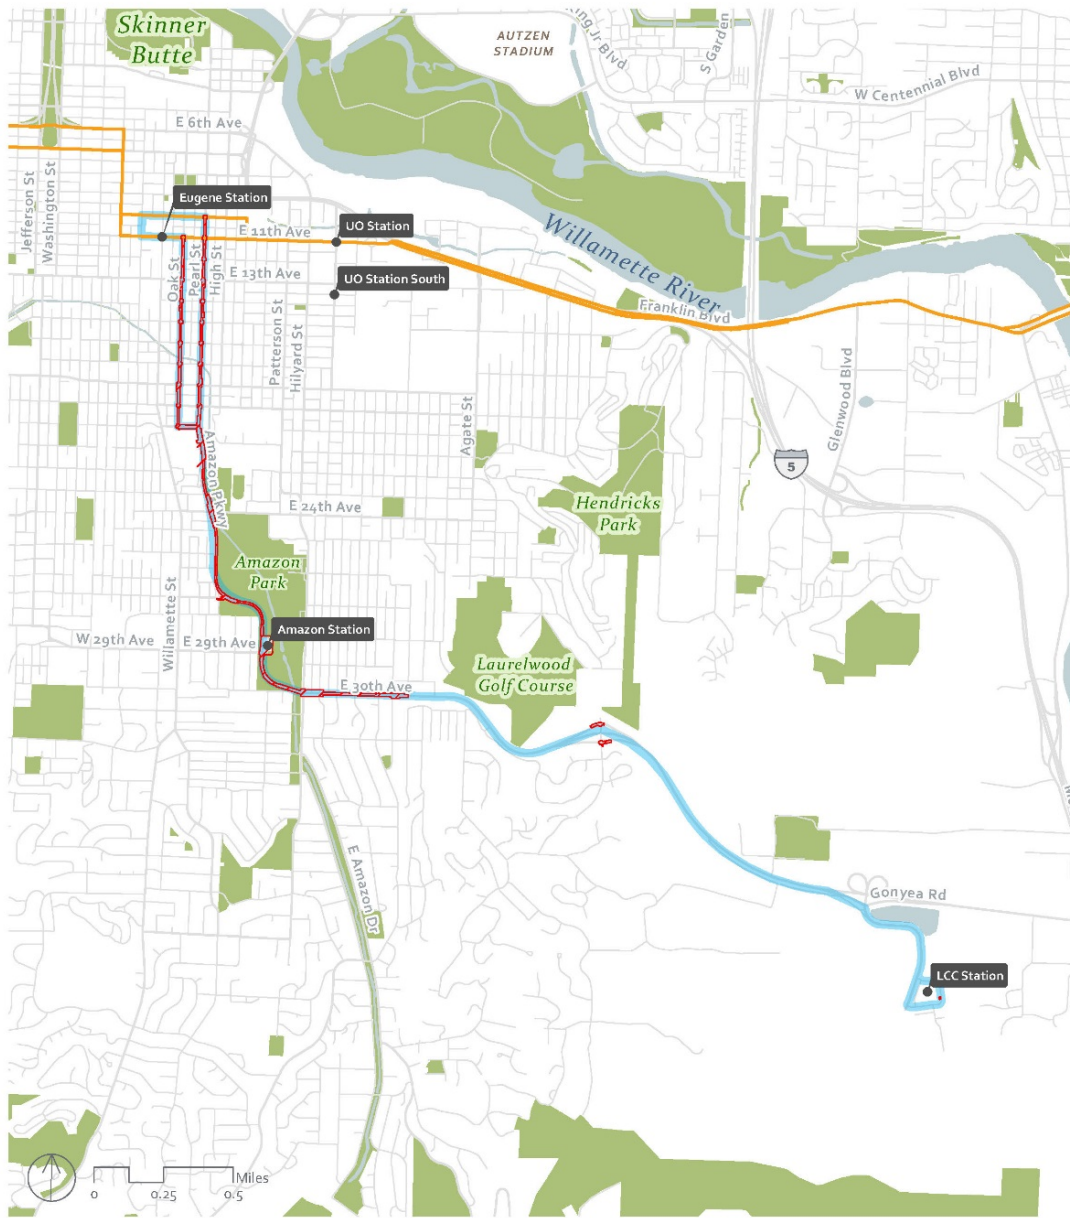 Skinner
Butte
AUTZEN
STADIUM
Jr Blvd
S Garden
W Centennial Blvd
E 6th Ave
Jefferson St
Washington St
Eugene Station
E 11th Ave
UO Station
Willamette River
Oak St
Pearl St
High St
E 13th Ave
UO Station South
Franklin Blvd
Patterson St
Hilyard St
Agate St
Glenwood Blvd
5
Amazon Pkwy
E 24th Ave
Hendricks
Park
Amazon
Park
Willamette St
W 29th Ave
E 29th Ave
Amazon Station
Laurelwood
Golf Course
E 30th Ave
E Amazon Dr
Gonyea Rd
LCC Station
Miles
0
0.25
0.5